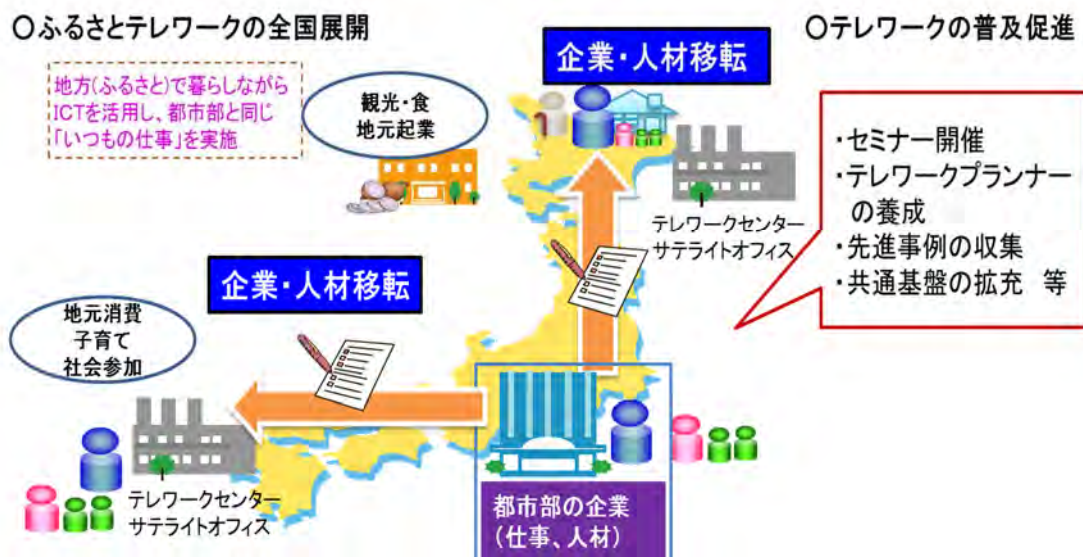 〇ふるさとテレワークの全国展開
地方(ふるさと)で暮らしながら
ICTを活用し、都市部と同じ
「いつもの仕事」を実施
観光・食
地元起業
企業・人材移転
テレワークセンター
サテライトオフィス
〇テレワークの普及促進
・セミナー開催
・テレワークプランナー
の養成
・先進事例の収集
・共通基盤の拡充 等
企業・人材移転
地元消費
子育て
社会参加
テレワークセンター
サテライトオフィス
都市部の企業
(仕事、人材)